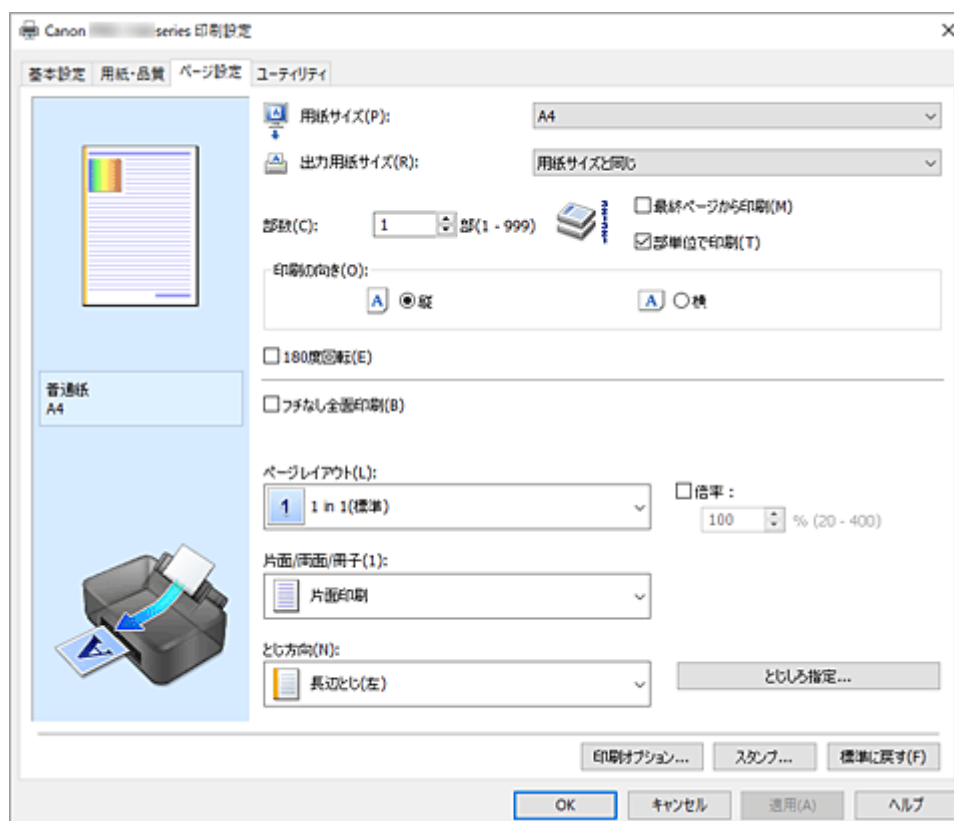 Canon series 印刷設定
基本設定 用紙・品質 ページ設定 ユーティリティ
用紙サイズ(P): A4
出力用紙サイズ(R): 用紙サイズと同じ
部数(C): 1 部(1 - 999)
最終ページから印刷(M)
部単位で印刷(T)
印刷の向き(O):
A 縦 A 横
180度回転(E)
普通紙
A4
フチなし全面印刷(B)
ページレイアウト(L):
1 1 in 1(標準)
倍率：
100 % (20 - 400)
片面/両面/冊子(1):
片面印刷
とじ方向(N):
長辺とじ(左) とじしろ指定...
印刷オプション... スタンプ... 標準に戻す(F)
OK キャンセル 適用(A) ヘルプ